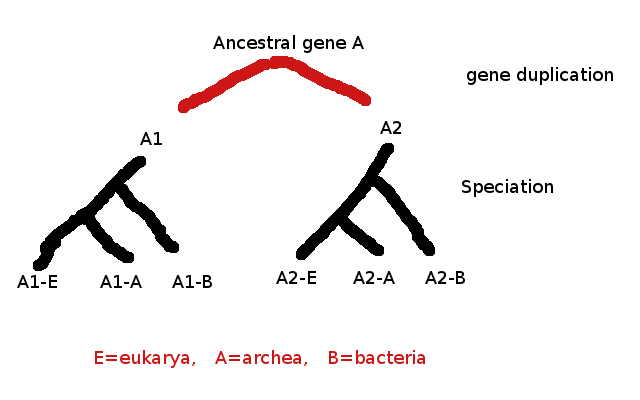 Ancestral gene A
gene duplication
A1
A2
Speciation
A1-E
A1-A
A1-B
A2-E
A2-A
A2-B
E=eukarya, A=archea, B=bacteria